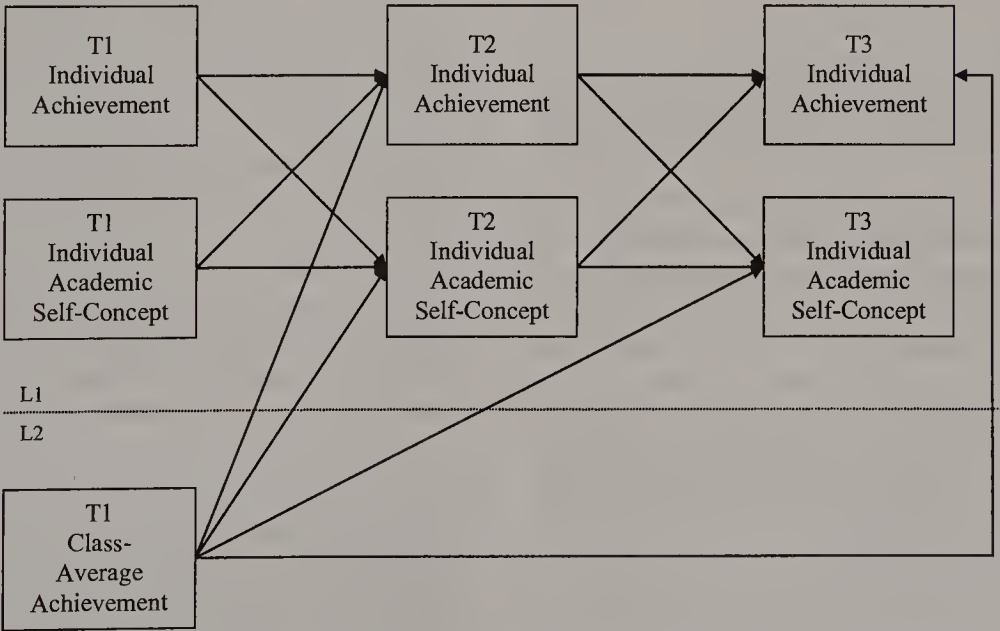 T1
Individual
Achievement
T2
Individual
Achievement
T3
Individual
Achievement
T1
Individual
Academic
Self-Concept
T2
Individual
Academic
Self-Concept
T3
Individual
Academic
Self-Concept
L1
L2
T1
Class-
Average
Achievement